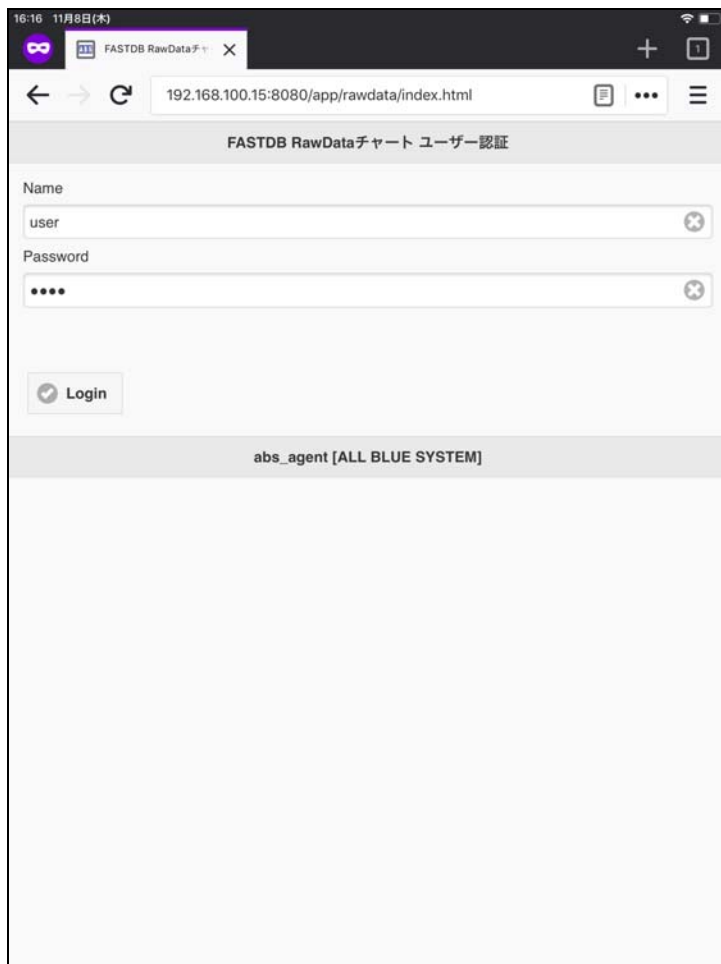 16:16 11月8日(木)
FASTDB RawDataチャ
1
192.168.100.15:8080/app/rawdata/index.html
FASTDB RawDataチャート ユーザー認証
Name
user
Password
••••
Login
abs_agent [ALL BLUE SYSTEM]